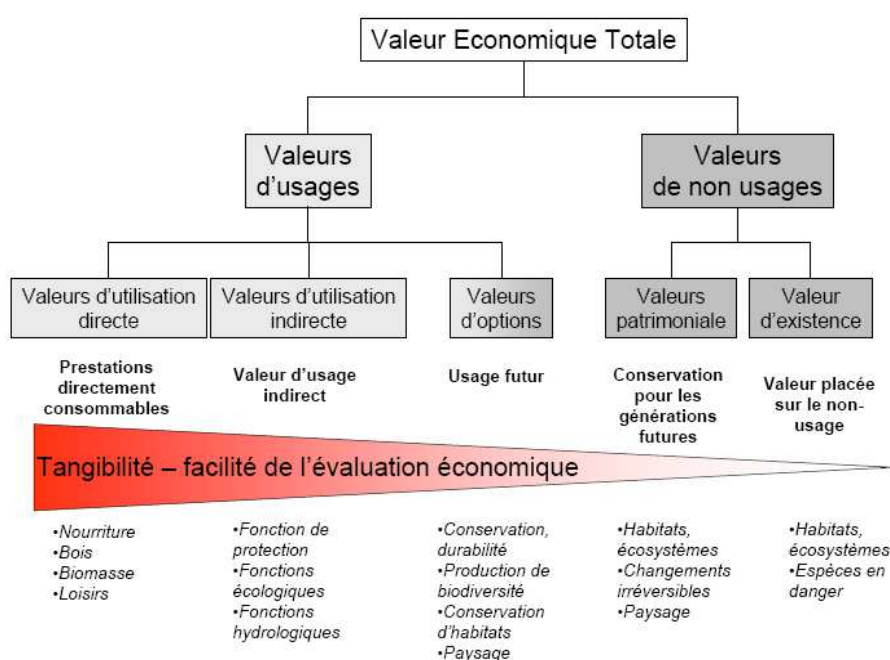 Valeur Economique Totale
Valeurs
d'usages
Valeurs
de non usages
Valeurs d'utilisation
directe
Valeurs d'utilisation
indirecte
Valeurs
d'options
Valeurs
patrimoniale
Valeur
d'existence
Prestations
directement
consommables
Valeur d'usage
indirect
Usage futur
Conservation
pour les
générations
futures
Valeur placée
sur le non-
usage
Tangibilité – facilité de l'évaluation économique
•Nourriture
•Bois
•Biomasse
•Loisirs
•Fonction de
protection
•Fonctions
écologiques
•Fonctions
hydrologiques
•Conservation,
durabilité
•Production de
biodiversité
•Conservation
d'habitats
•Paysage
•Habitats,
écosystèmes
•Changements
irréversibles
•Paysage
•Habitats,
écosystèmes
•Espèces en
danger